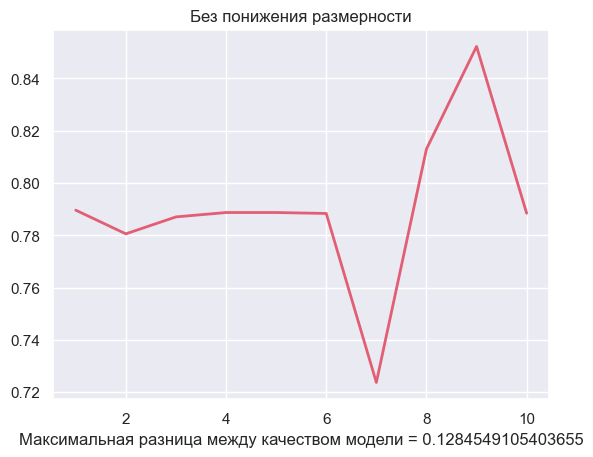 Без понижения размерности
0.84
0.82
0.80
0.78
0.76
0.74
0.72
2 4 6 8 10
Максимальная разница между качеством модели = 0.1284549105403655